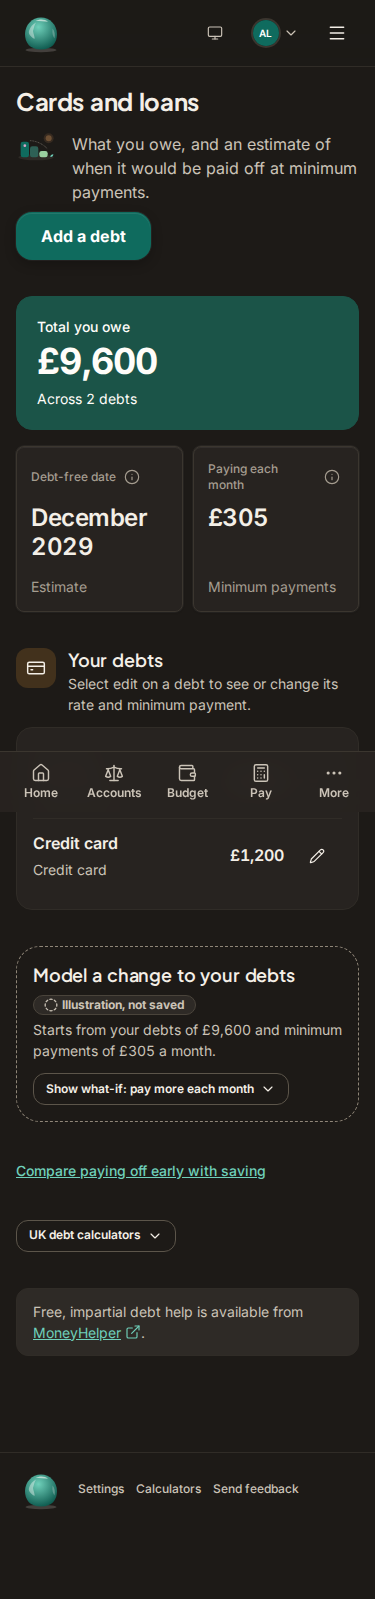 AL
Cards and loans
What you owe, and an estimate of
when it would be paid off at minimum
payments.
Add a debt
Total you owe
£9,600
Across 2 debts
Debt-free date
December
2029
Estimate
Paying each
month
£305
Minimum payments
Your debts
Select edit on a debt to see or change its
rate and minimum payment.
Home
Accounts
Budget
Pay
More
Credit card
Credit card
£1,200
Model a change to your debts
Illustration, not saved
Starts from your debts of £9,600 and minimum
payments of £305 a month.
Show what-if: pay more each month
Compare paying off early with saving
UK debt calculators
Free, impartial debt help is available from
MoneyHelper.
Settings Calculators Send feedback